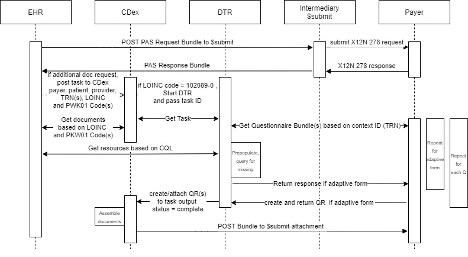 EHR
CDex
DTR
Intermediary
$submit
Payer
POST PAS Request Bundle to $submit
submit X12N 278 request
PAS Response Bundle
X12N 278 response
if additional doc request,
post task to CDex
payer, patient, provider,
TRN(s), LOINC
and PWK01 Code(s)
if LOINC code = 102089-0 ,
Start DTR
and pass task ID
Get documents
based on LOINC
and PKW01 Code(s)
Get Task
Get Questionnaire Bundle(s) based on context ID (TRN)
Get resources based on CQL
Prepopulate,
query for
missing
Repeat
for
adaptive
form
Repeat
for
each Q
Return response if adaptive form
create/attach QR(s)
to task output
status = complete
create and return QR if adaptive form
Assemble
documents
POST Bundle to $submit-attachment